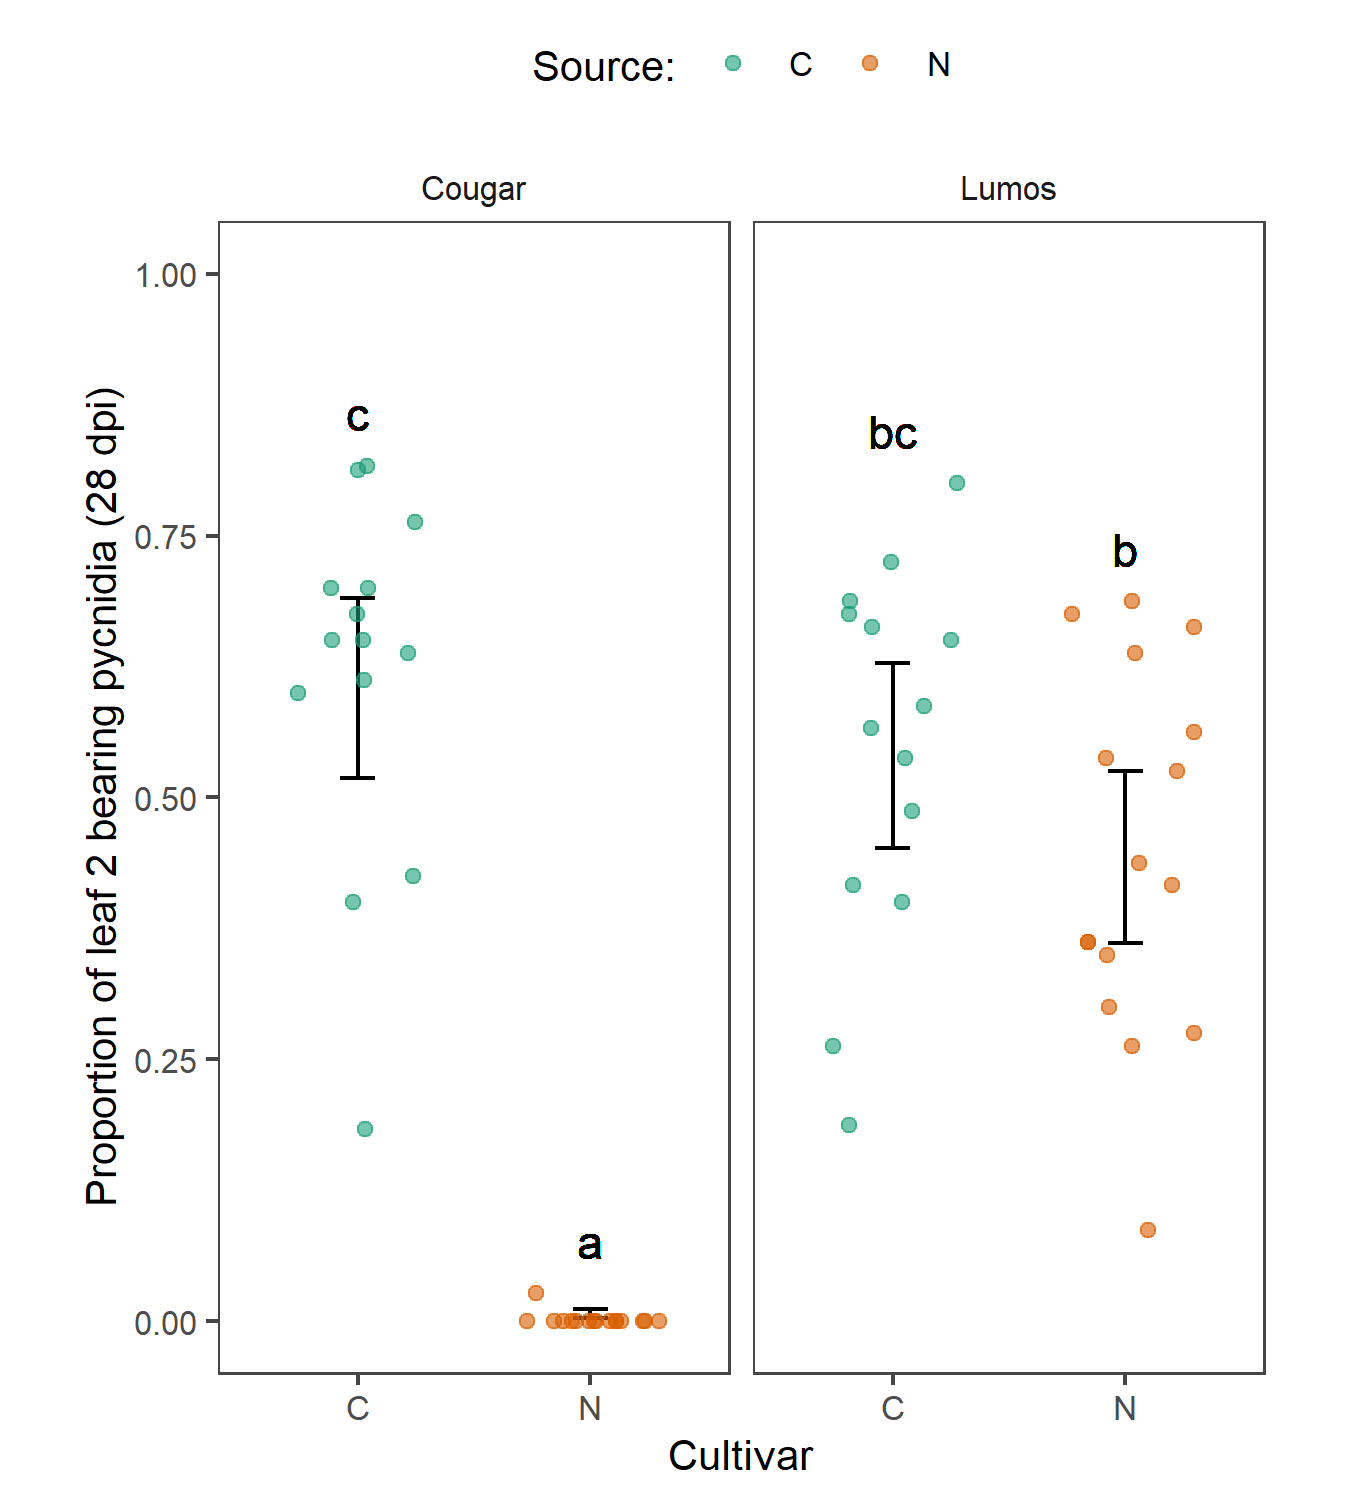 Source: C N
Cougar Lumos
1.00
0.75
0.50
0.25
0.00
Proportion of leaf 2 bearing pycnidia (28 dpi)
c
a
bc
b
C N C N
Cultivar